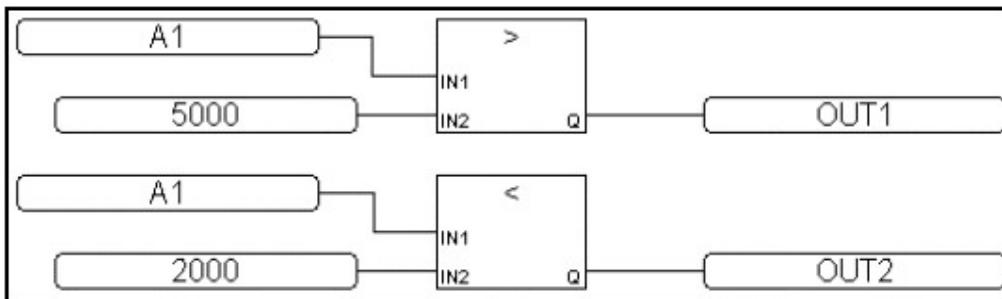 A1
>
IN1
5000
IN2
Q
OUT1
A1
<
IN1
2000
IN2
Q
OUT2